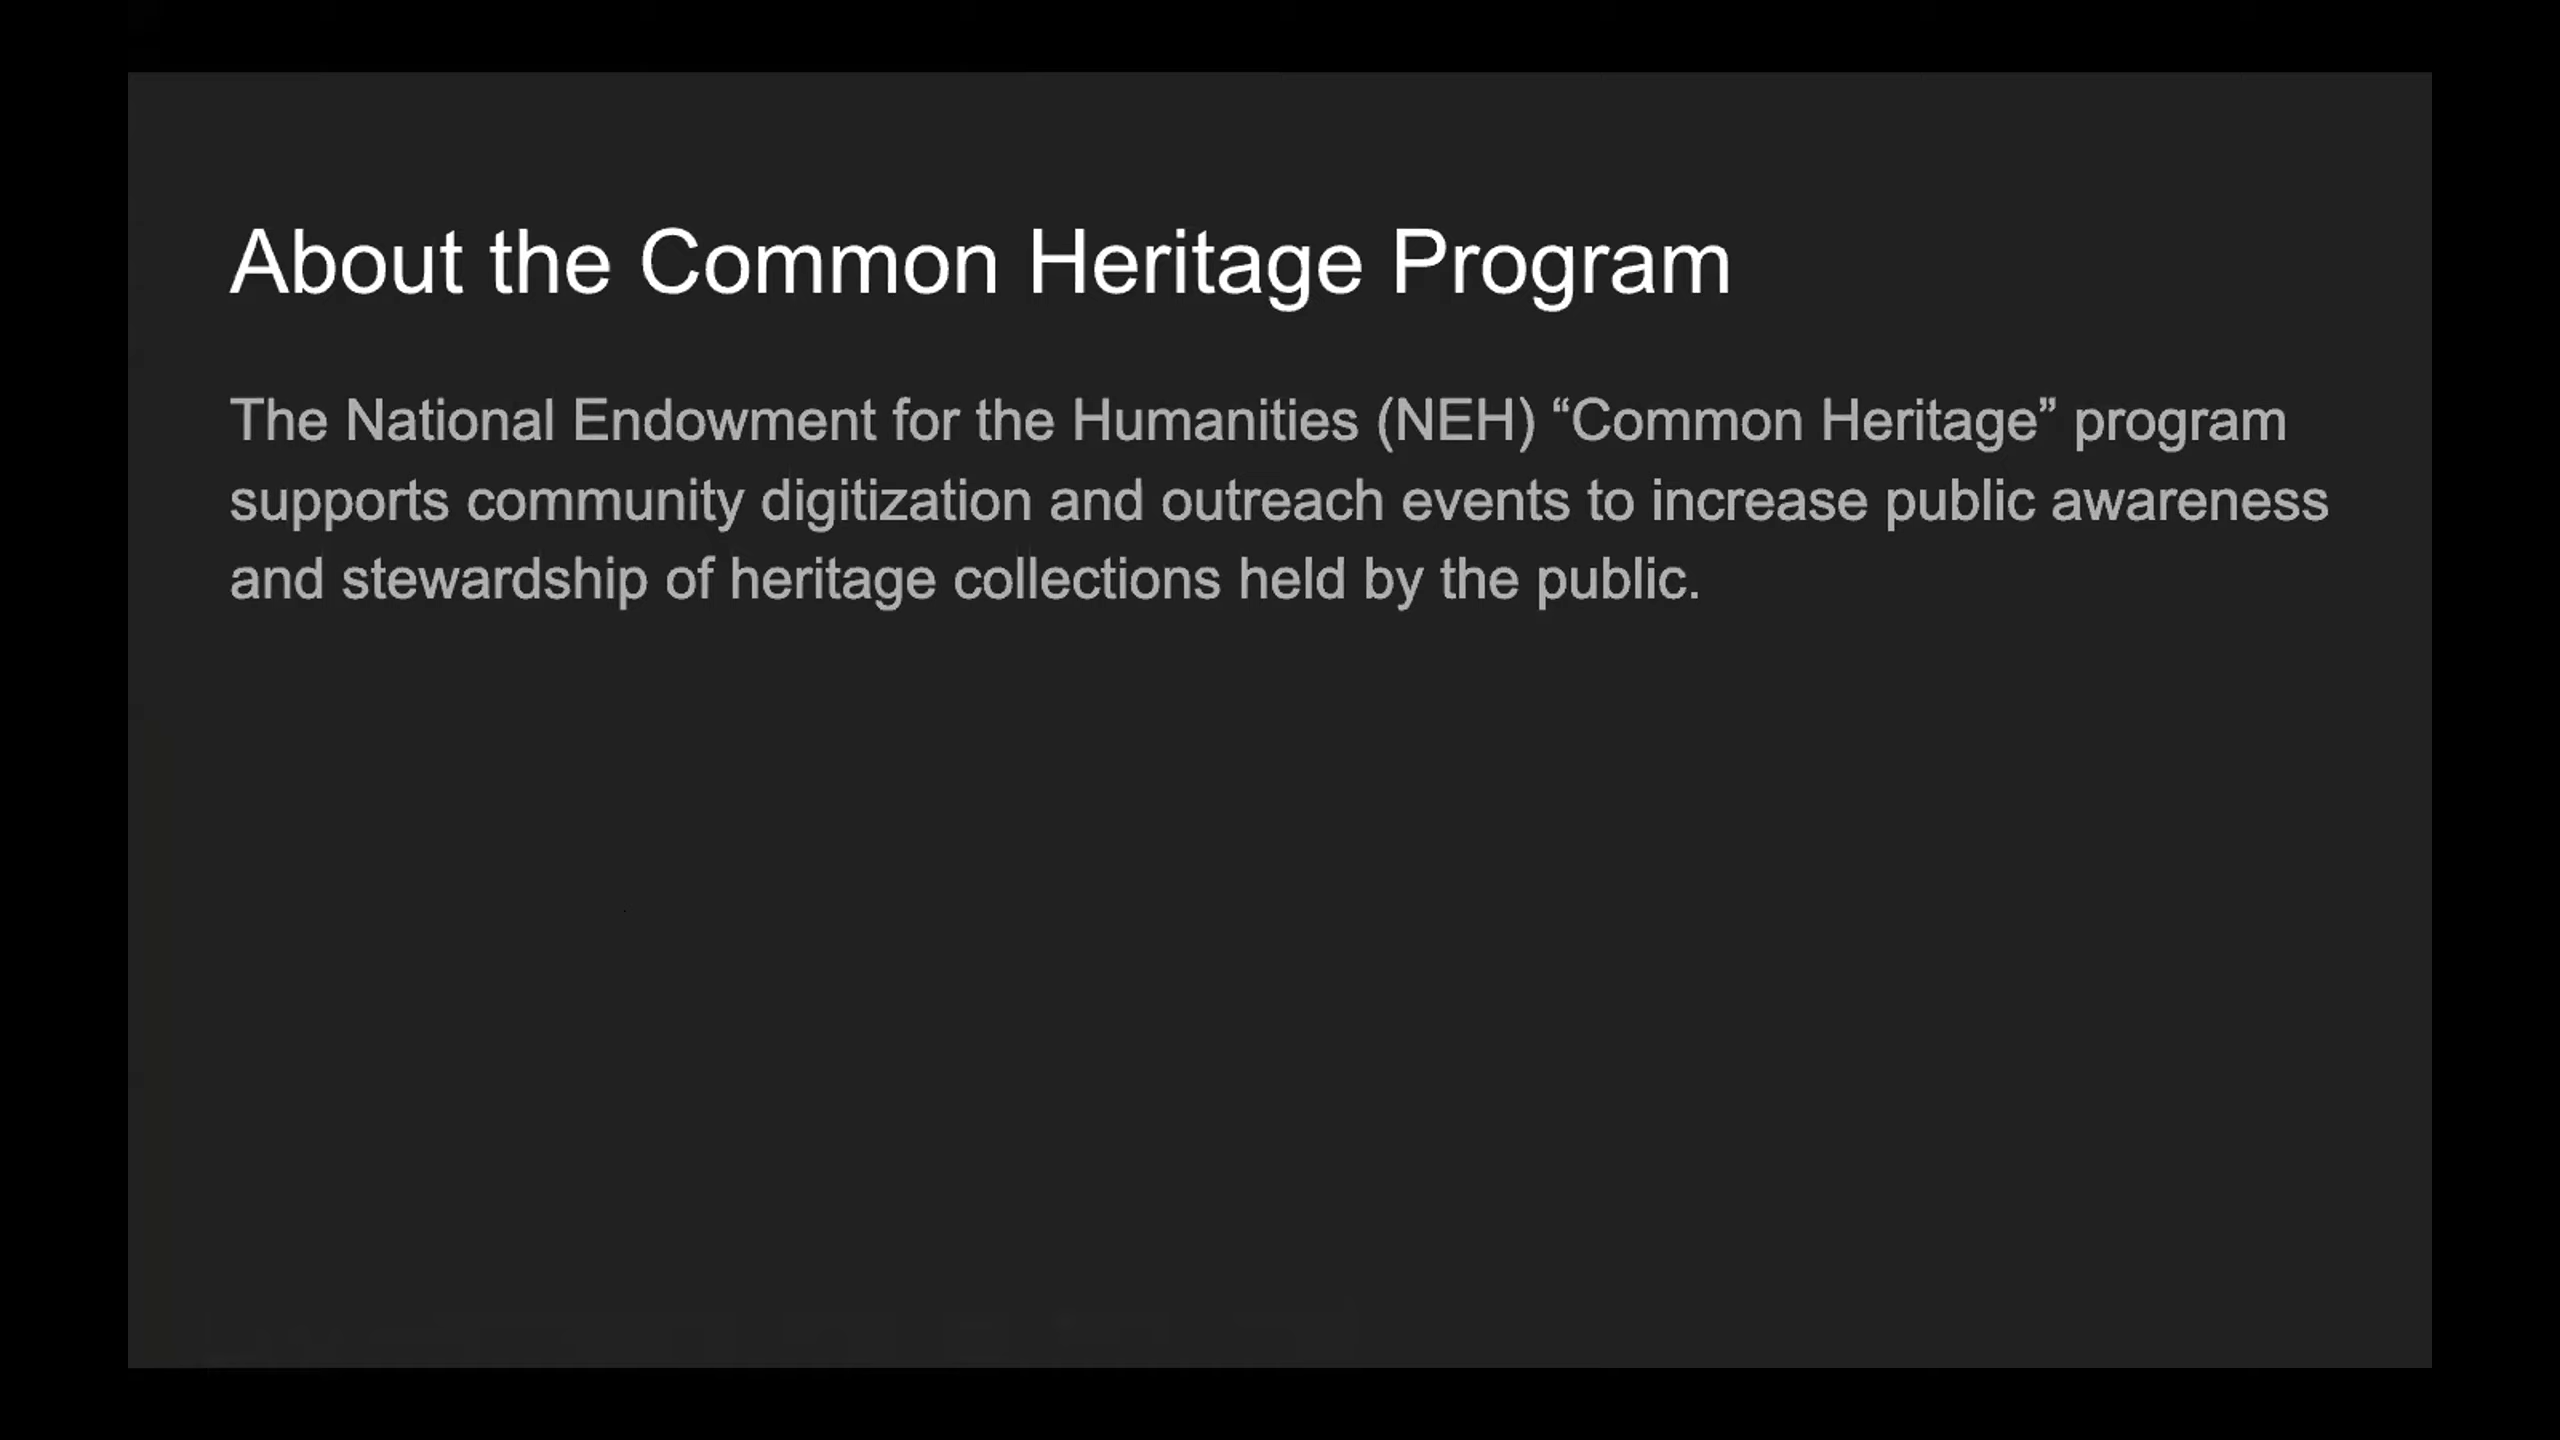 About the Common Heritage Program
The National Endowment for the Humanities (NEH) “Common Heritage” program
supports community digitization and outreach events to increase public awareness
and stewardship of heritage collections held by the public.